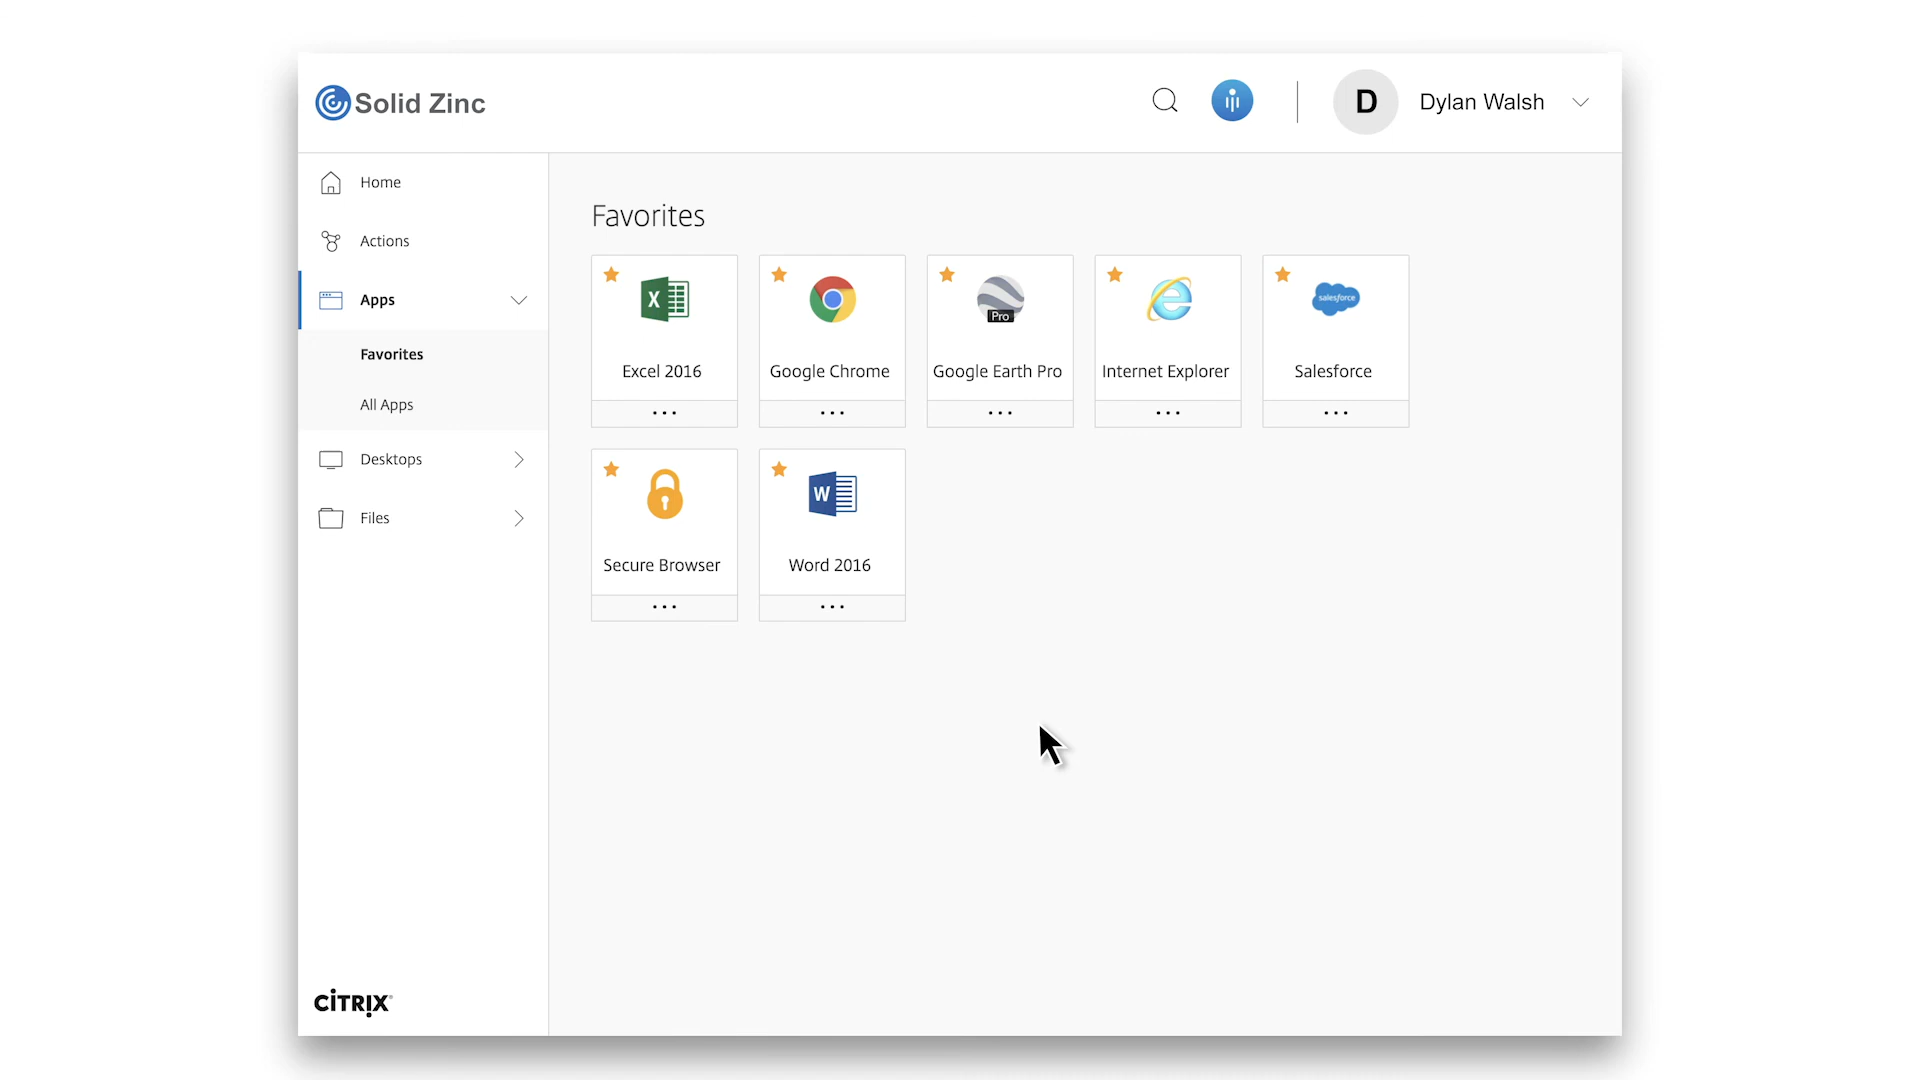 Solid Zinc
D
Dylan Walsh
Home
Actions
Apps
Favorites
All Apps
Desktops
Files
CITRIX
Favorites
Excel 2016
Google Chrome
Pro
Google Earth Pro
Internet Explorer
salesforce
Salesforce
Secure Browser
W
Word 2016
X